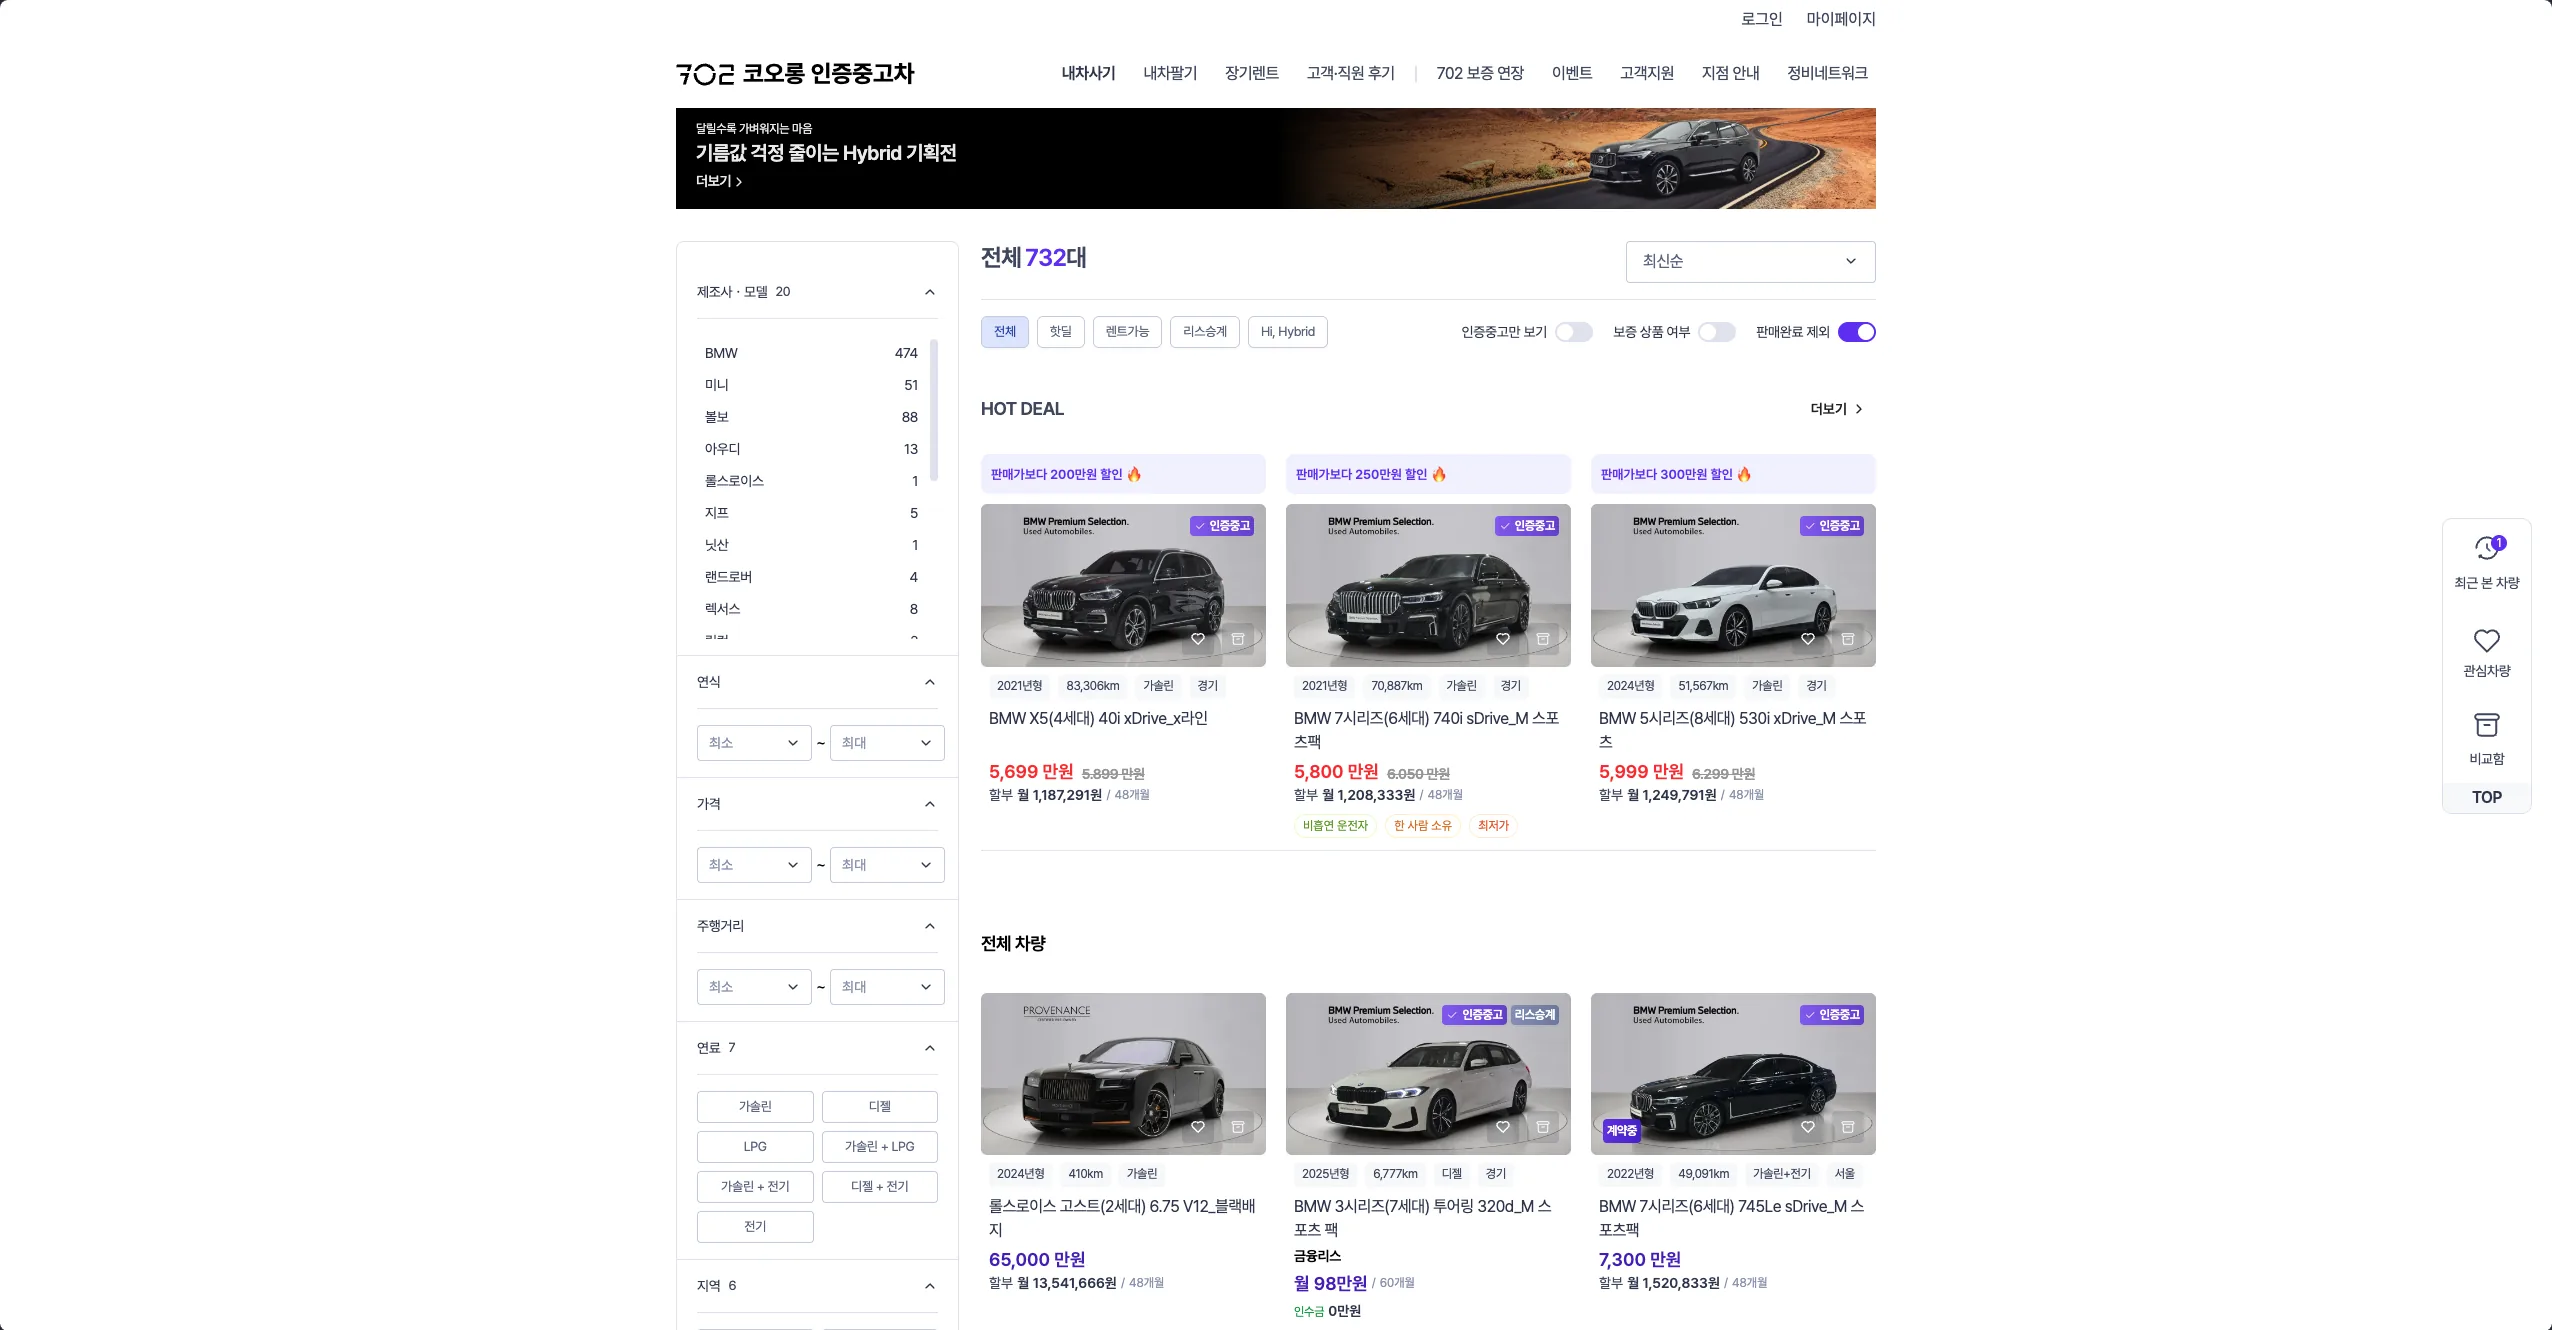 로그인 마이페이지
702 코오롱 인증중고차
내차사기 내차팔기 장기렌트 고객·직원 후기 | 702 보증 연장 이벤트 고객지원 지점 안내 정비네트워크
달릴수록 가벼워지는 마음
기름값 걱정 줄이는 Hybrid 기획전
더보기
제조사 · 모델 20
BMW 474
미니 51
볼보 88
아우디 13
롤스로이스 1
지프 5
닛산 1
랜드로버 4
렉서스 8
연식
최소 ~ 최대
가격
최소 ~ 최대
주행거리
최소 ~ 최대
연료 7
가솔린 디젤
LPG 가솔린 + LPG
가솔린 + 전기 디젤 + 전기
전기
지역 6
전체 732대
최신순
전체 핫딜 렌트가능 리스승계 Hi, Hybrid
인증중고만 보기 보증 상품 여부 판매완료 제외
HOT DEAL
더보기
판매가보다 200만원 할인 🔥
BMW Premium Selection.
Used Automobiles.
인증중고
2021년형 83,306km 가솔린 경기
BMW X5(4세대) 40i xDrive_x라인
5,699 만원 5,899 만원
할부 월 1,187,291원 / 48개월
판매가보다 250만원 할인 🔥
BMW Premium Selection.
Used Automobiles.
인증중고
2021년형 70,887km 가솔린 경기
BMW 7시리즈(6세대) 740i sDrive_M 스포
츠팩
5,800 만원 6,050 만원
할부 월 1,208,333원 / 48개월
비흡연 운전자 한 사람 소유 최저가
판매가보다 300만원 할인 🔥
BMW Premium Selection.
Used Automobiles.
인증중고
2024년형 51,567km 가솔린 경기
BMW 5시리즈(8세대) 530i xDrive_M 스포
츠
5,999 만원 6,299 만원
할부 월 1,249,791원 / 48개월
전체 차량
PROVENANCE
2024년형 410km 가솔린
롤스로이스 고스트(2세대) 6.75 V12_블랙배
지
65,000 만원
할부 월 13,541,666원 / 48개월
BMW Premium Selection.
Used Automobiles.
인증중고 리스승계
2025년형 6,777km 디젤 경기
BMW 3시리즈(7세대) 투어링 320d_M 스
포츠 팩
금융리스
월 98만원 / 60개월
인수금 0만원
BMW Premium Selection.
Used Automobiles.
인증중고
계약중
2022년형 49,091km 가솔린+전기 서울
BMW 7시리즈(6세대) 745Le sDrive_M 스
포츠팩
7,300 만원
할부 월 1,520,833원 / 48개월
1
최근 본 차량
관심차량
비교함
TOP